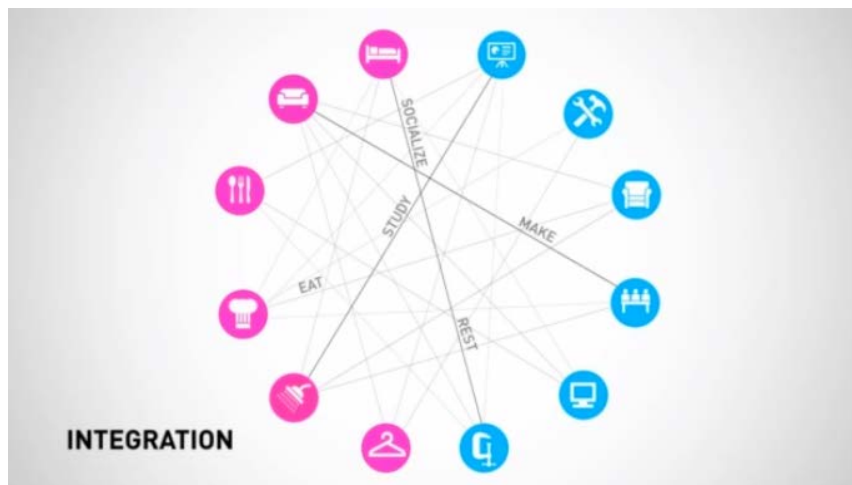 SOCIALIZE
STUDY
MAKE
EAT
REST
INTEGRATION